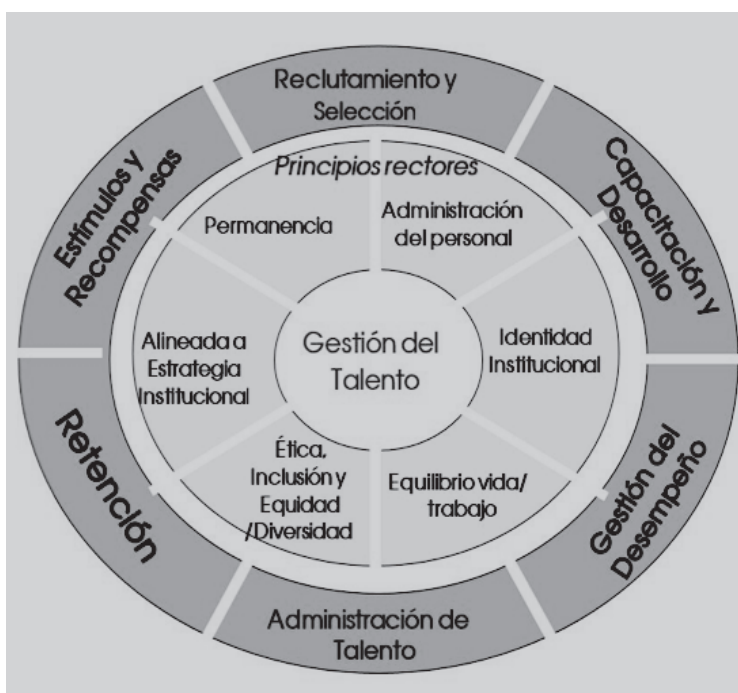 Reclutamiento y
Selección
Capacitación y
Desarrollo
Gestión del
Desempeño
Administración de
Talento
Retención
Estímulos y
Recompensas
Principios rectores
Permanencia
Administración
del personal
Identidad
Institucional
Equilibrio vida/
trabajo
Ética,
Inclusión y
Equidad
/Diversidad
Alineada a
Estrategia
Institucional
Gestión del
Talento